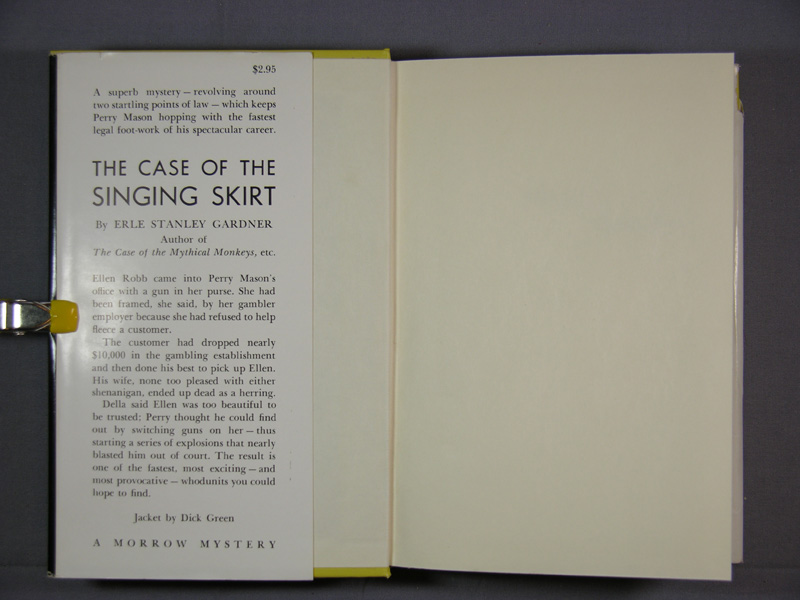 $2.95
A superb mystery — revolving around
two startling points of law — which keeps
Perry Mason hopping with the fastest
legal foot-work of his spectacular career.
THE CASE OF THE
SINGING SKIRT
By ERLE STANLEY GARDNER
Author of
The Case of the Mythical Monkeys, etc.
Ellen Robb came into Perry Mason's
office with a gun in her purse. She had
been framed, she said, by her gambler
employer because she had refused to help
fleece a customer.
The customer had dropped nearly
$10,000 in the gambling establishment
and then done his best to pick up Ellen.
His wife, none too pleased with either
shenanigan, ended up dead as a herring.
Della said Ellen was too beautiful to
be trusted; Perry thought he could find
out by switching guns on her — thus
starting a series of explosions that nearly
blasted him out of court. The result is
one of the fastest, most exciting — and
most provocative — whodunits you could
hope to find.
Jacket by Dick Green
A MORROW MYSTERY